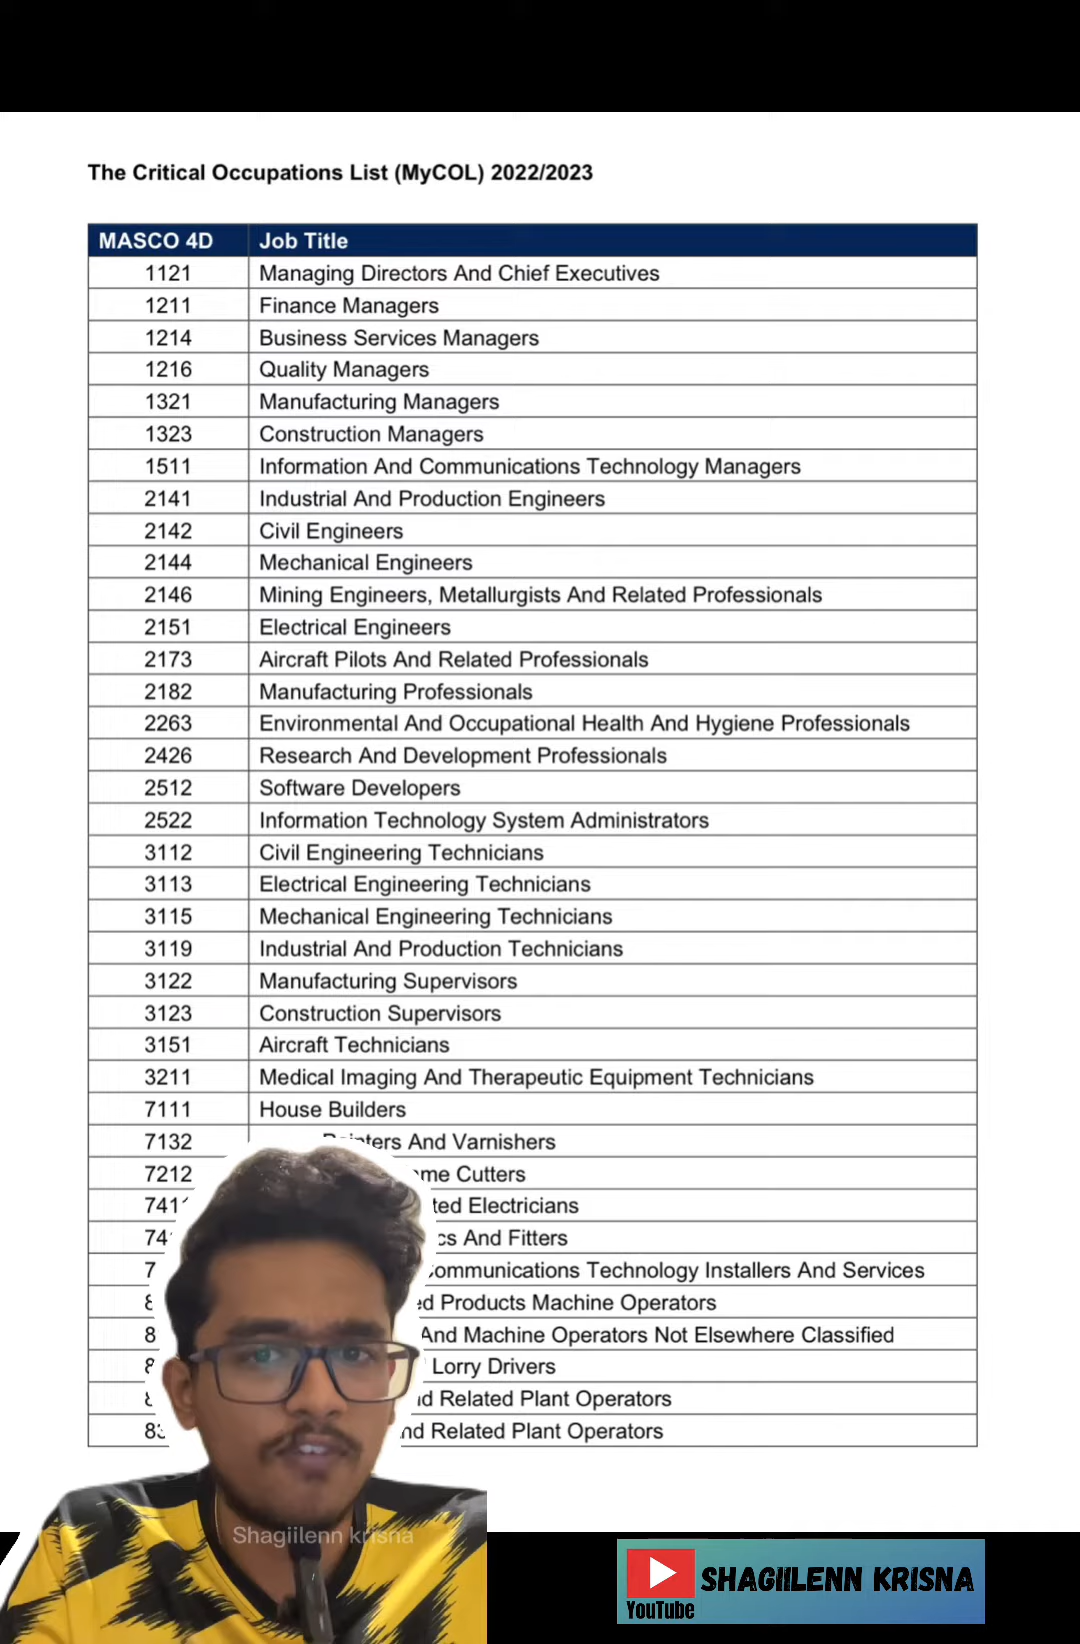 The Critical Occupations List (MyCOL) 2022/2023
MASCO 4D Job Title
1121 Managing Directors And Chief Executives
1211 Finance Managers
1214 Business Services Managers
1216 Quality Managers
1321 Manufacturing Managers
1323 Construction Managers
1511 Information And Communications Technology Managers
2141 Industrial And Production Engineers
2142 Civil Engineers
2144 Mechanical Engineers
2146 Mining Engineers, Metallurgists And Related Professionals
2151 Electrical Engineers
2173 Aircraft Pilots And Related Professionals
2182 Manufacturing Professionals
2263 Environmental And Occupational Health And Hygiene Professionals
2426 Research And Development Professionals
2512 Software Developers
2522 Information Technology System Administrators
3112 Civil Engineering Technicians
3113 Electrical Engineering Technicians
3115 Mechanical Engineering Technicians
3119 Industrial And Production Technicians
3122 Manufacturing Supervisors
3123 Construction Supervisors
3151 Aircraft Technicians
3211 Medical Imaging And Therapeutic Equipment Technicians
7111 House Builders
7132 Painters And Varnishers
7212 Cutters
Electricians
And Fitters
Communications Technology Installers And Services
Products Machine Operators
And Machine Operators Not Elsewhere Classified
Lorry Drivers
Related Plant Operators
Related Plant Operators
Shagiilenn krisna
SHAGIILENN KRISNA
YouTube